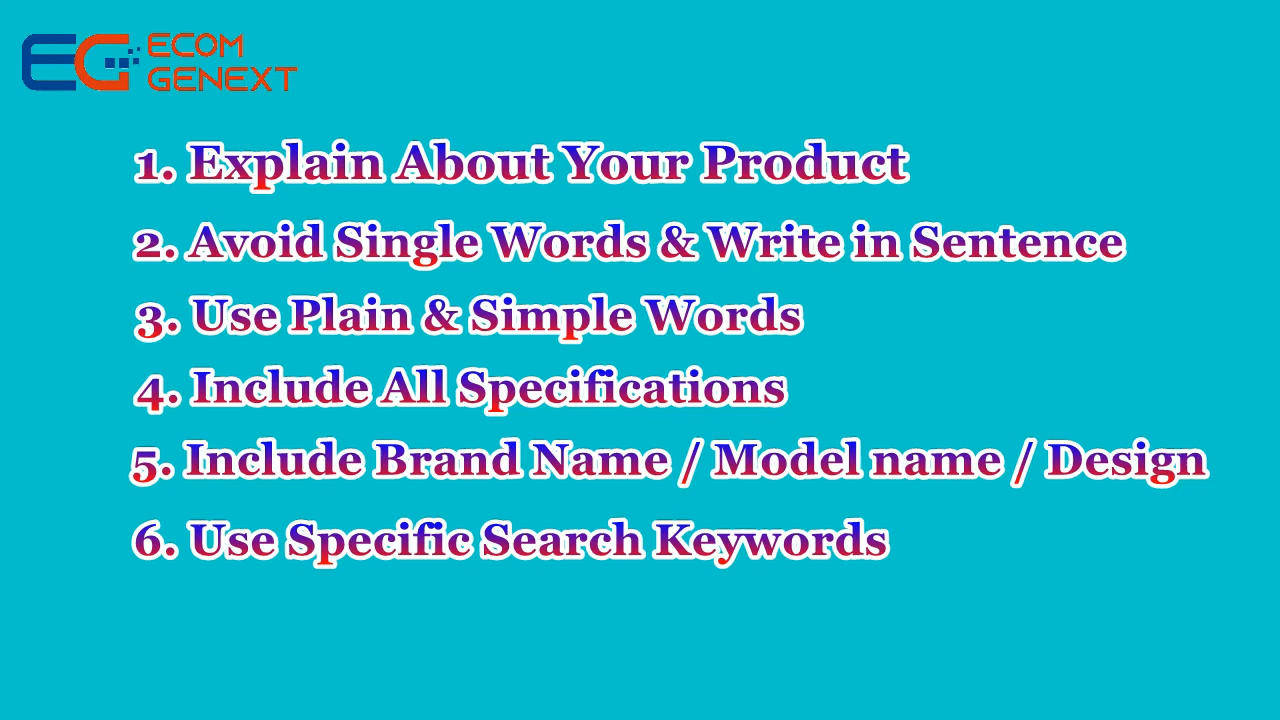 EG ECOM
GENEXT
1. Explain About Your Product
2. Avoid Single Words & Write in Sentence
3. Use Plain & Simple Words
4. Include All Specifications
5. Include Brand Name / Model name / Design
6. Use Specific Search Keywords